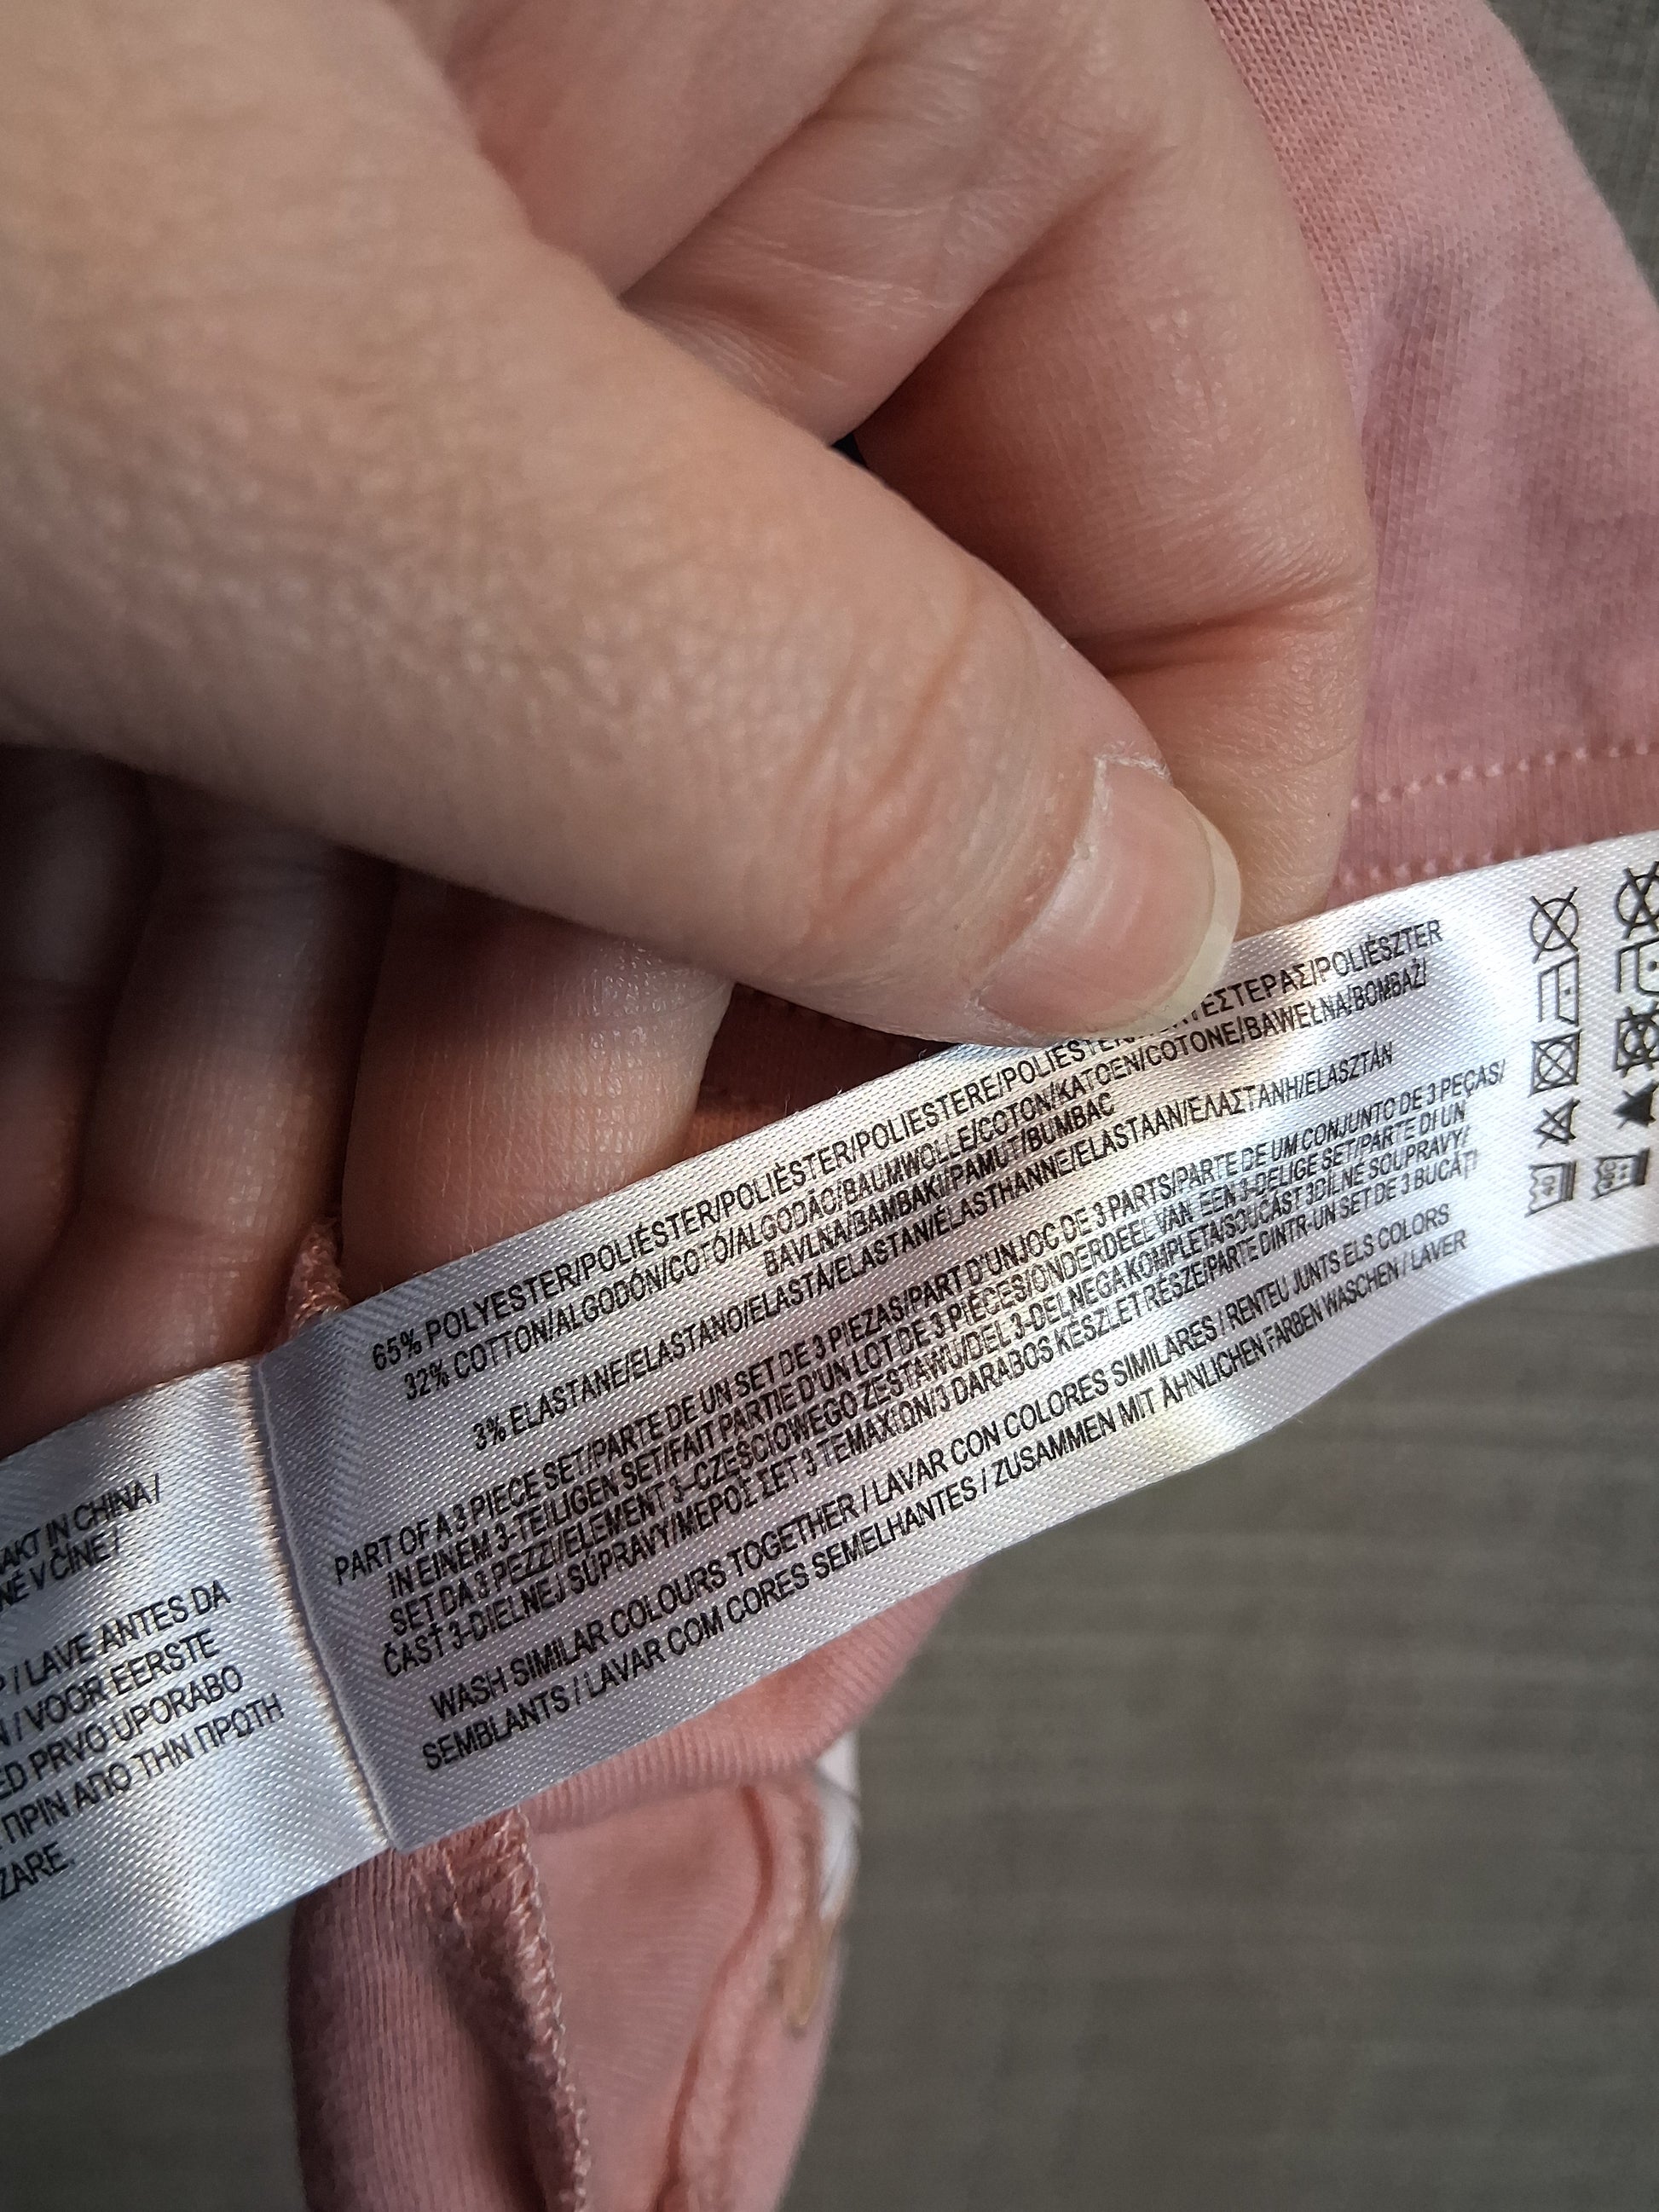 65% POLYESTER/POLIÉSTER/POLIÈSTER/POLIÉSTER/POLIESTERE/POLIESTER/ΠΟΛΥΕΣΤΕΡΑΣ/POLIÉSZTER
32% COTTON/ALGODÓN/COTÓ/ALGODÃO/BAUMWOLLE/COTON/KATOEN/COTONE/BAWEŁNA/BOMBAŽ/
BAVLNA/ΒΑΜΒΑΚΙ/PAMUT/BUMBAC
3% ELASTANE/ELASTANO/ELASTÀ/ELASTAN/ÉLASTHANNE/ELASTAAN/ΕΛΑΣΤΑΝΗ/ELASZTÁN
PART OF A 3 PIECE SET/PARTE DE UN SET DE 3 PIEZAS/PART D'UN JOC DE 3 PARTS/PARTE DE UM CONJUNTO DE 3 PEÇAS/
IN EINEM 3-TEILIGEN SET/FAIT PARTIE D'UN LOT DE 3 PIÈCES/ONDERDEEL VAN EEN 3-DELIGE SET/PARTE DI UN
SET DA 3 PEZZI/ELEMENT 3-CZĘŚCIOWEGO ZESTAWU/DEL 3-DELNEGA KOMPLETA/SOUČÁST 3DÍLNÉ SOUPRAVY/
ČASŤ 3-DIELNEJ SÚPRAVY/ΜΕΡΟΣ ΣΕΤ 3 ΤΕΜΑΧΙΩΝ/3 DARABOS KÉSZLET RÉSZE/PARTE DINTR-UN SET DE 3 BUCĂȚI
WASH SIMILAR COLOURS TOGETHER / LAVAR CON COLORES SIMILARES / RENTEU JUNTS ELS COLORS
SEMBLANTS / LAVAR COM CORES SEMELHANTES / ZUSAMMEN MIT ÄHNLICHEN FARBEN WASCHEN / LAVER
IN CHINA /
V ČÍNĚ /
/ LAVE ANTES DA
/ VOOR EERSTE
PRVO UPORABO
ΠΡΙΝ ΑΠΟ ΤΗΝ ΠΡΩΤΗ